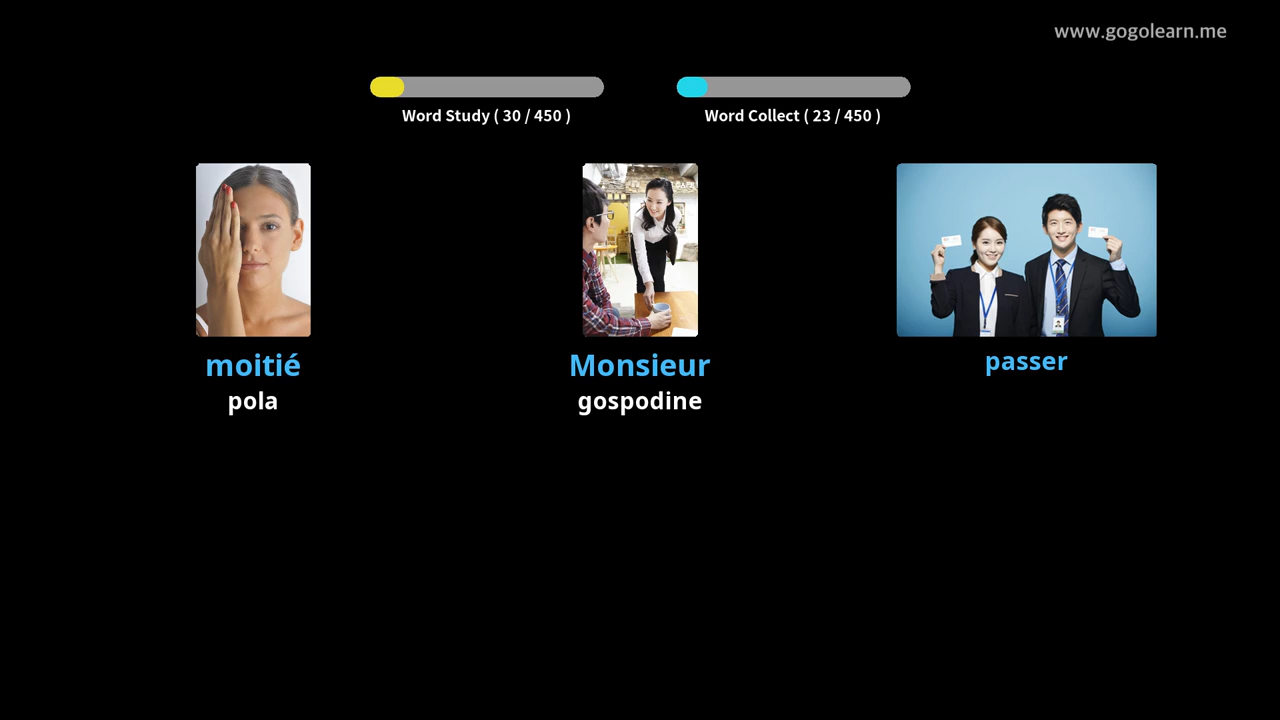 www.gogolearn.me
Word Study ( 30 / 450 )
Word Collect ( 23 / 450 )
moitié
pola
Monsieur
gospodine
passer